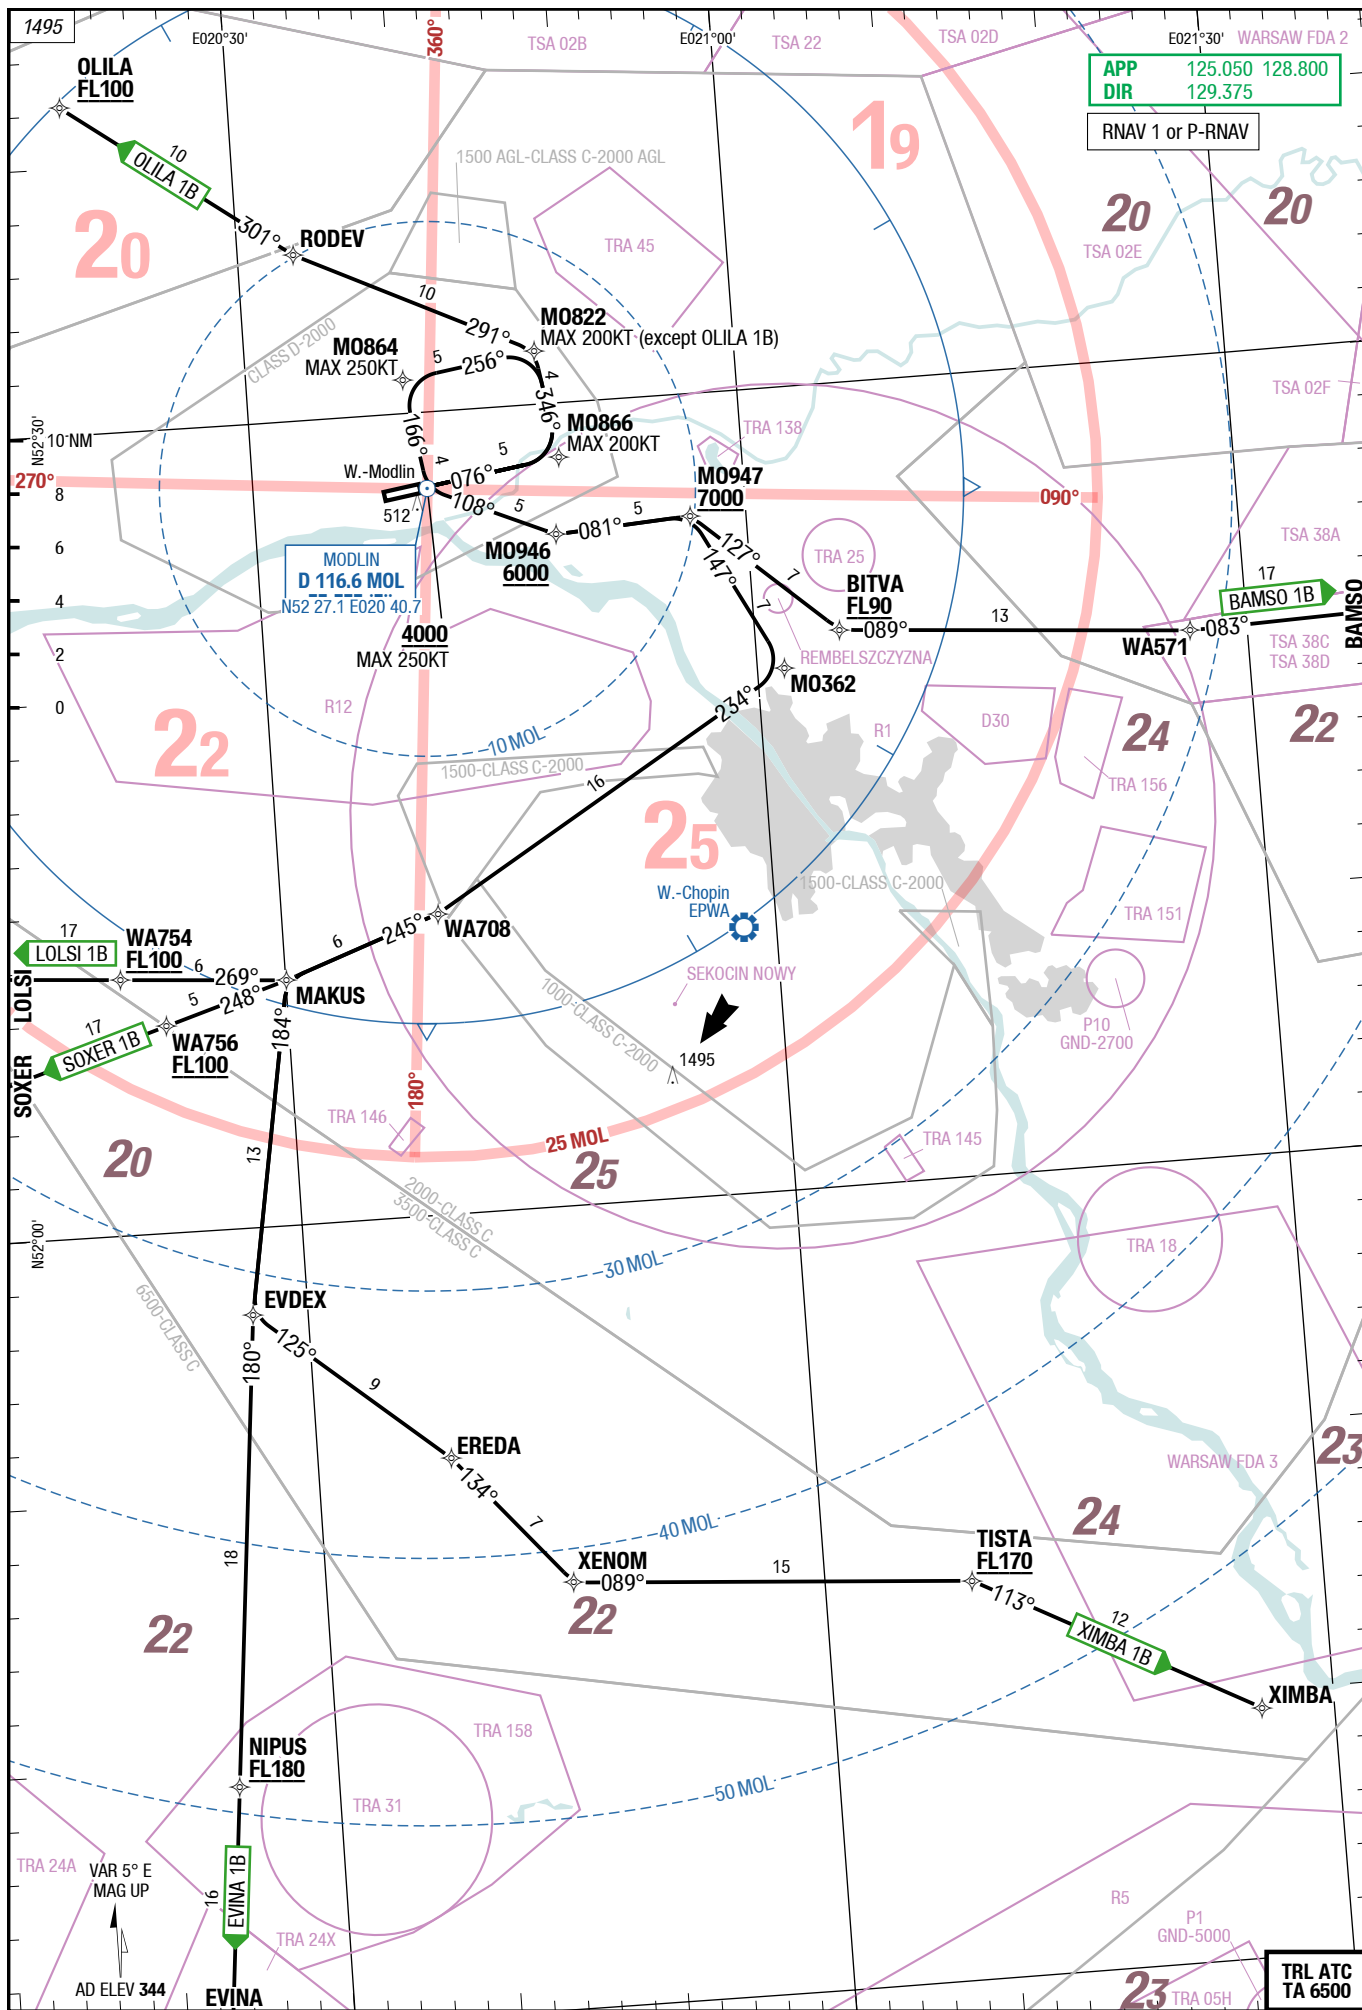 1495
E020°30'
360°
TSA 02B
E021°00'
TSA 22
TSA 02D
E021°30'
WARSAW FDA 2
APP 125.050 128.800
DIR 129.375
RNAV 1 or P-RNAV
OLILA
FL100
10
OLILA 1B
301°
RODEV
20
19
20
20
TSA 02E
1500 AGL-CLASS C-2000 AGL
TRA 45
CLASS D-2000
10
291°
MO822
MAX 200KT (except OLILA 1B)
MO864
MAX 250KT
5
256°
4
346°
MO866
MAX 200KT
166°
4
5
076°
W.-Modlin
512
108°
5
081°
5
MO946
6000
MO947
7000
TRA 138
TSA 02F
N52°30'
10 NM
8
6
4
2
0
270°
090°
MODLIN
D 116.6 MOL
N52 27.1 E020 40.7
4000
MAX 250KT
127°
7
147°
7
TRA 25
BITVA
FL90
089°
13
WA571
083°
17
BAMSO 1B
BAMSO
TSA 38A
TSA 38C
TSA 38D
REMBELSZCZYZNA
MO362
234°
R12
22
10 MOL
1500-CLASS C-2000
16
R1
D30
24
22
TRA 156
25
W.-Chopin
EPWA
1500-CLASS C-2000
TRA 151
WA708
245°
6
17
LOLSI 1B
LOLSI
WA754
FL100
6
269°
MAKUS
5
248°
WA756
FL100
17
SOXER 1B
SOXER
184°
SEKOCIN NOWY
1000-CLASS C-2000
1495
P10
GND-2700
180°
TRA 146
25 MOL
25
TRA 145
20
13
2000-CLASS C
3500-CLASS C
N52°00'
30 MOL
TRA 18
6500-CLASS C
EVDEX
180°
125°
9
EREDA
134°
7
XENOM
089°
22
15
TISTA
FL170
113°
12
XIMBA 1B
XIMBA
WARSAW FDA 3
23
24
40 MOL
18
22
NIPUS
FL180
TRA 158
TRA 31
50 MOL
TRA 24A
VAR 5° E
MAG UP
16
EVINA 1B
TRA 24X
AD ELEV 344
EVINA
R5
P1
GND-5000
23
TRA 05H
TRL ATC
TA 6500